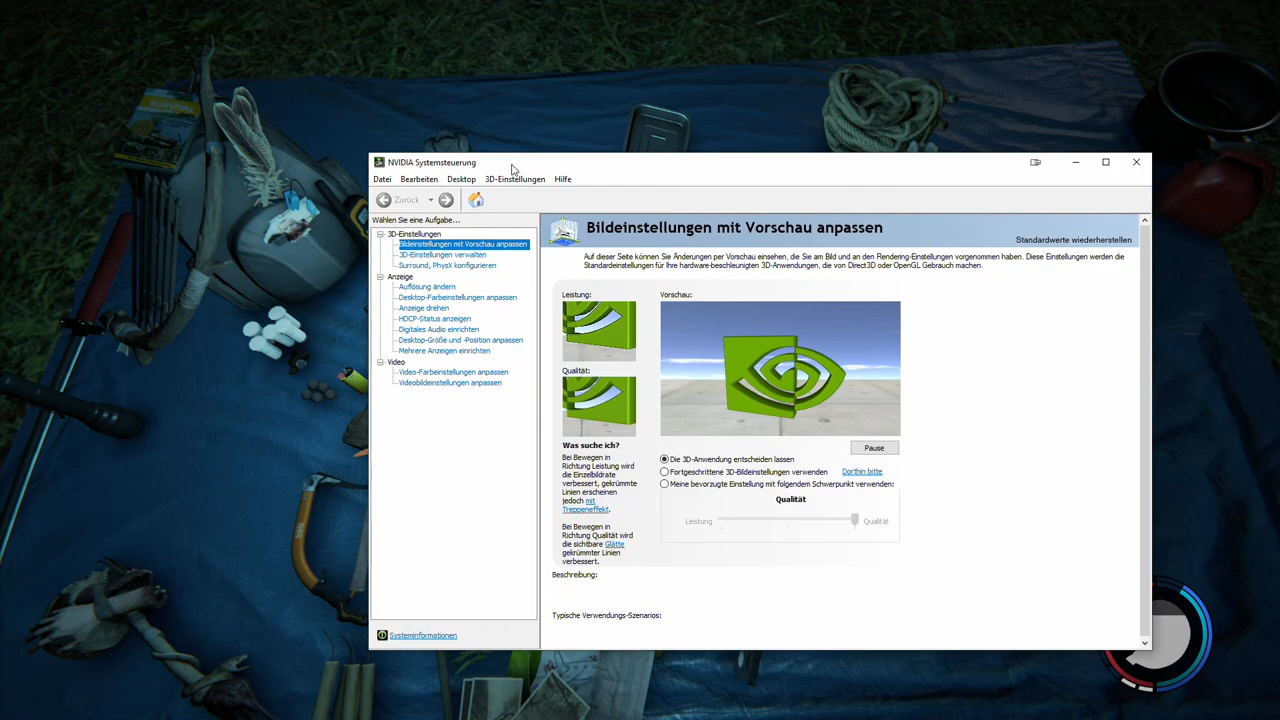 SURVIVAL
NVIDIA Systemsteuerung
Datei Bearbeiten Desktop 3D-Einstellungen Hilfe
Zurück
Wählen Sie eine Aufgabe...
3D-Einstellungen
Bildeinstellungen mit Vorschau anpassen
3D-Einstellungen verwalten
Surround, PhysX konfigurieren
Anzeige
Auflösung ändern
Desktop-Farbeinstellungen anpassen
Anzeige drehen
HDCP-Status anzeigen
Digitales Audio einrichten
Desktop-Größe und -Position anpassen
Mehrere Anzeigen einrichten
Video
Video-Farbeinstellungen anpassen
Videobildeinstellungen anpassen
Systeminformationen
Bildeinstellungen mit Vorschau anpassen
Standardwerte wiederherstellen
Auf dieser Seite können Sie Änderungen per Vorschau einsehen, die Sie am Bild und an den Rendering-Einstellungen vorgenommen haben. Diese Einstellungen werden die
Standardeinstellungen für Ihre hardware-beschleunigten 3D-Anwendungen, die von Direct3D oder OpenGL Gebrauch machen.
Leistung:
Qualität:
Was suche ich?
Bei Bewegen in
Richtung Leistung wird
die Einzelbildrate
verbessert, gekrümmte
Linien erscheinen
jedoch mit
Treppeneffekt.
Bei Bewegen in
Richtung Qualität wird
die sichtbare Glätte
gekrümmter Linien
verbessert.
Vorschau:
Pause
Die 3D-Anwendung entscheiden lassen
Fortgeschrittene 3D-Bildeinstellungen verwenden Dorthin bitte
Meine bevorzugte Einstellung mit folgendem Schwerpunkt verwenden:
Qualität
Leistung Qualität
Beschreibung:
Typische Verwendungs-Szenarios: